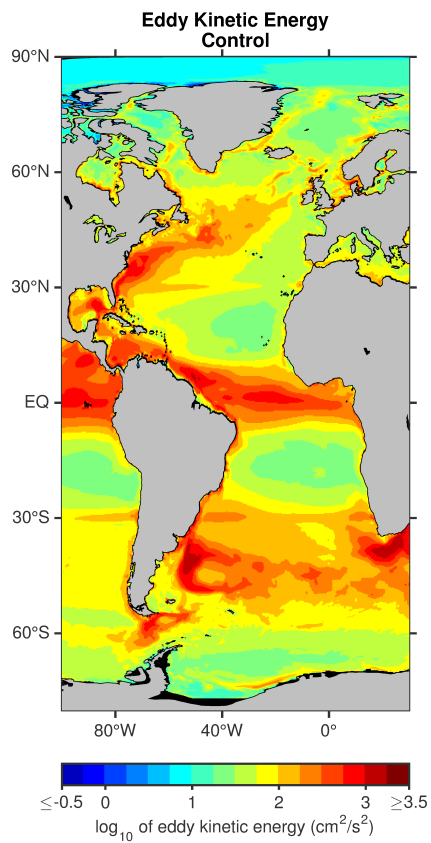 Eddy Kinetic Energy
Control
90°N
60°N
30°N
EQ
30°S
60°S
80°W 40°W 0°
≤-0.5 0 1 2 3 ≥3.5
log₁₀ of eddy kinetic energy (cm²/s²)